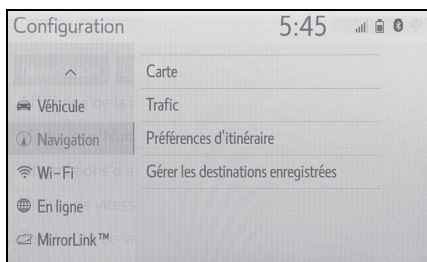 Configuration 5:45
Véhicule
Navigation
Wi-Fi
En ligne
MirrorLink™
Carte
Trafic
Préférences d'itinéraire
Gérer les destinations enregistrées